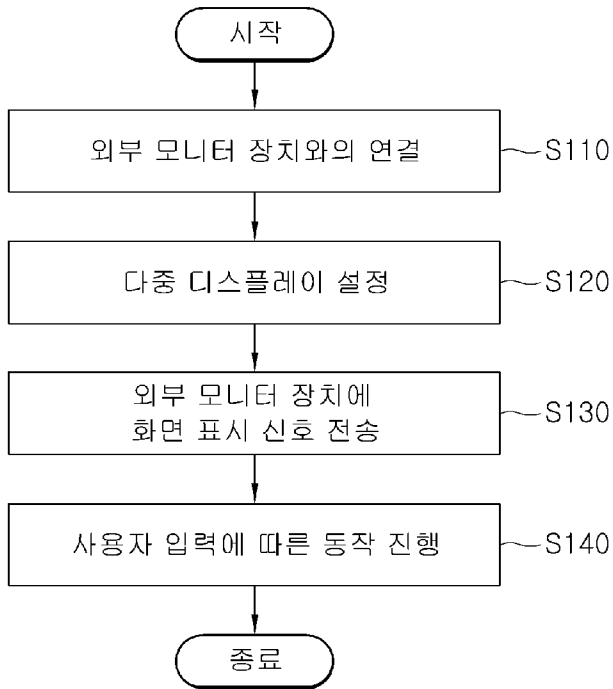 시작
외부 모니터 장치와의 연결
S110
다중 디스플레이 설정
S120
외부 모니터 장치에
화면 표시 신호 전송
S130
사용자 입력에 따른 동작 진행
S140
종료